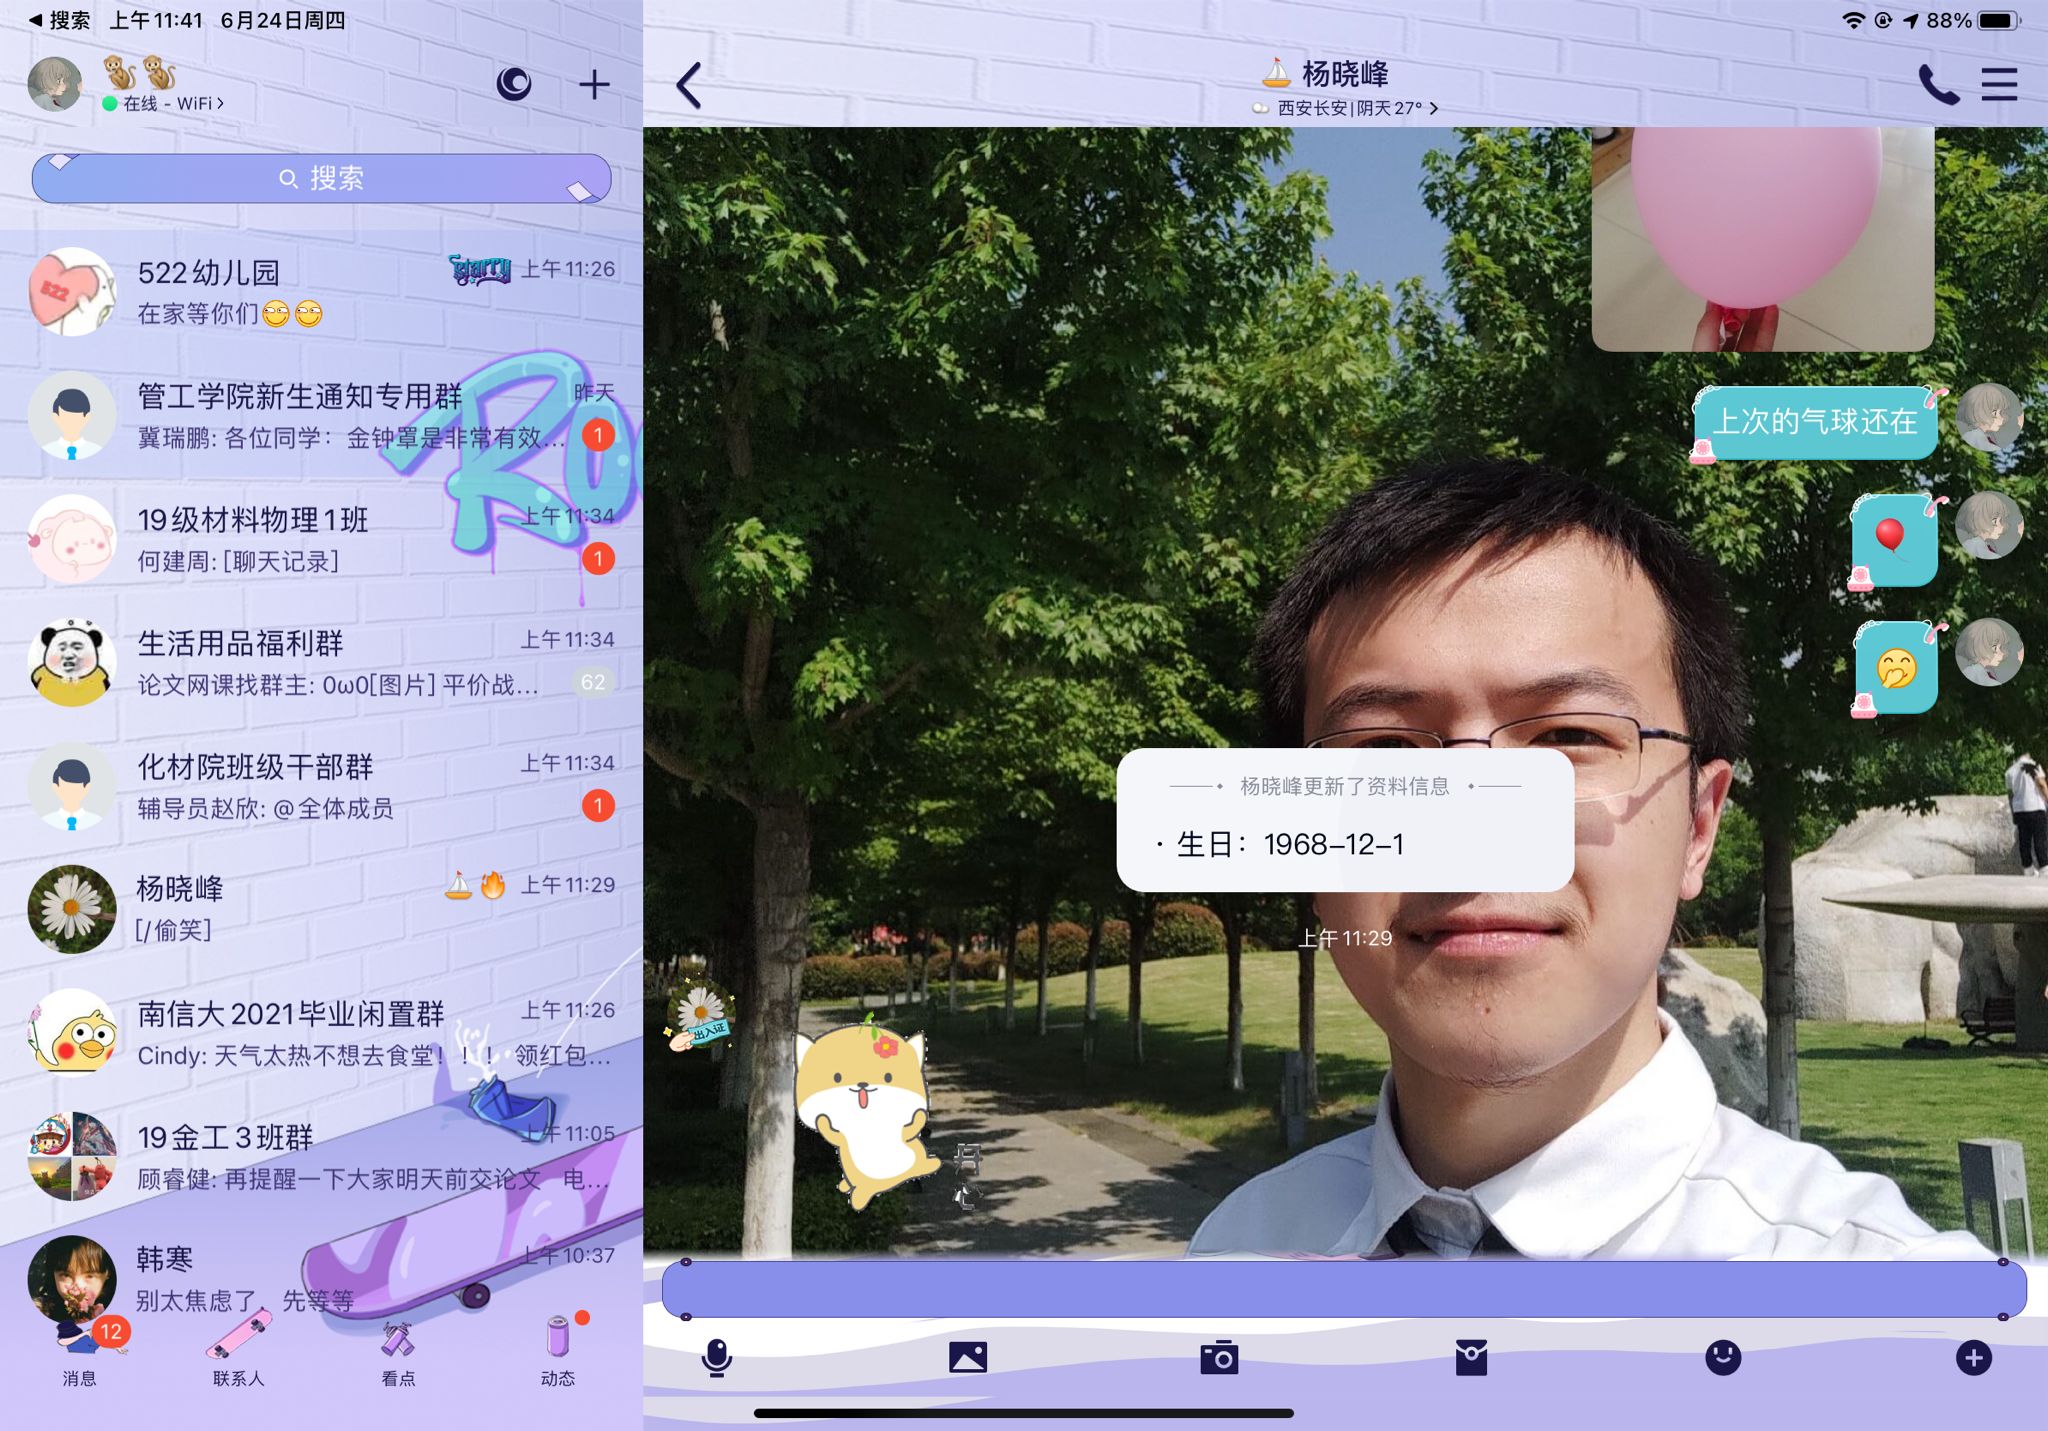 搜索 上午11:41 6月24日周四
88%
在线 - WiFi
搜索
522幼儿园
starry
上午11:26
在家等你们
管工学院新生通知专用群
昨天
冀瑞鹏: 各位同学：金钟罩是非常有效...
1
19级材料物理1班
上午11:34
何建周: [聊天记录]
1
生活用品福利群
上午11:34
论文网课找群主: 0ω0[图片] 平价战...
62
化材院班级干部群
上午11:34
辅导员赵欣: @全体成员
1
杨晓峰
上午11:29
[/偷笑]
南信大2021毕业闲置群
上午11:26
Cindy: 天气太热不想去食堂！！！ 领红包...
19金工3班群
上午11:05
顾睿健: 再提醒一下大家明天前交论文 电...
韩寒
上午10:37
别太焦虑了，先等等
12
消息
联系人
看点
动态
杨晓峰
西安长安|阴天27°
上次的气球还在
杨晓峰更新了资料信息
· 生日：1968-12-1
上午11:29
出入证
开
心